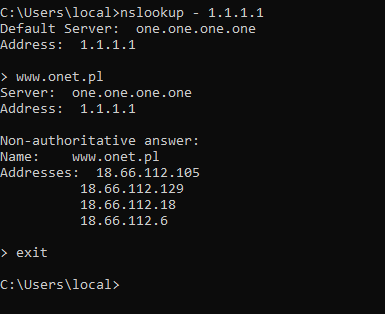 C:\Users\local>nslookup - 1.1.1.1
Default Server:  one.one.one.one
Address:  1.1.1.1

> www.onet.pl
Server:  one.one.one.one
Address:  1.1.1.1

Non-authoritative answer:
Name:    www.onet.pl
Addresses:  18.66.112.105
          18.66.112.129
          18.66.112.18
          18.66.112.6

> exit

C:\Users\local>